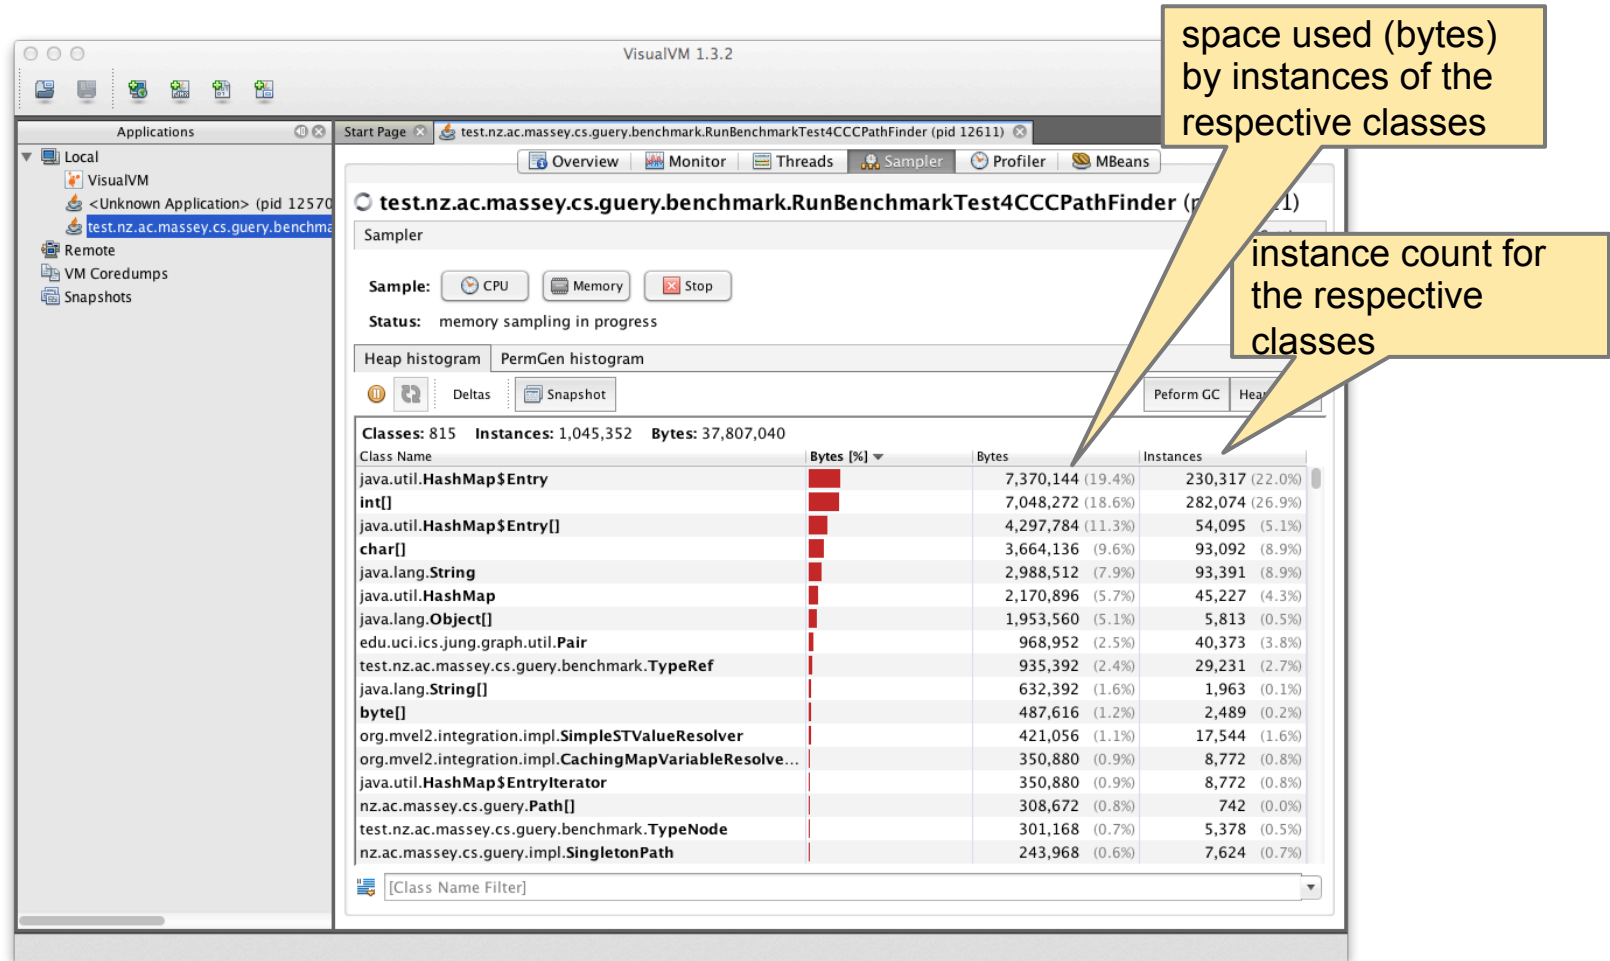 space used (bytes)
by instances of the
respective classes
VisualVM 1.3.2
Applications
Start Page
test.nz.ac.massey.cs.guery.benchmark.RunBenchmarkTest4CCCPathFinder (pid 12611)
Local
VisualVM
<Unknown Application> (pid 12570
test.nz.ac.massey.cs.guery.benchma
Remote
VM Coredumps
Snapshots
Overview Monitor Threads Sampler Profiler MBeans
test.nz.ac.massey.cs.guery.benchmark.RunBenchmarkTest4CCCPathFinder
Sampler
instance count for
the respective
classes
Sample: CPU Memory Stop
Status: memory sampling in progress
Heap histogram PermGen histogram
Deltas Snapshot Peform GC
Classes: 815 Instances: 1,045,352 Bytes: 37,807,040
Class Name Bytes [%] Bytes Instances
java.util.HashMap$Entry 7,370,144 (19.4%) 230,317 (22.0%)
int[] 7,048,272 (18.6%) 282,074 (26.9%)
java.util.HashMap$Entry[] 4,297,784 (11.3%) 54,095 (5.1%)
char[] 3,664,136 (9.6%) 93,092 (8.9%)
java.lang.String 2,988,512 (7.9%) 93,391 (8.9%)
java.util.HashMap 2,170,896 (5.7%) 45,227 (4.3%)
java.lang.Object[] 1,953,560 (5.1%) 5,813 (0.5%)
edu.uci.ics.jung.graph.util.Pair 968,952 (2.5%) 40,373 (3.8%)
test.nz.ac.massey.cs.guery.benchmark.TypeRef 935,392 (2.4%) 29,231 (2.7%)
java.lang.String[] 632,392 (1.6%) 1,963 (0.1%)
byte[] 487,616 (1.2%) 2,489 (0.2%)
org.mvel2.integration.impl.SimpleSTValueResolver 421,056 (1.1%) 17,544 (1.6%)
org.mvel2.integration.impl.CachingMapVariableResolve... 350,880 (0.9%) 8,772 (0.8%)
java.util.HashMap$EntryIterator 350,880 (0.9%) 8,772 (0.8%)
nz.ac.massey.cs.guery.Path[] 308,672 (0.8%) 742 (0.0%)
test.nz.ac.massey.cs.guery.benchmark.TypeNode 301,168 (0.7%) 5,378 (0.5%)
nz.ac.massey.cs.guery.impl.SingletonPath 243,968 (0.6%) 7,624 (0.7%)
[Class Name Filter]